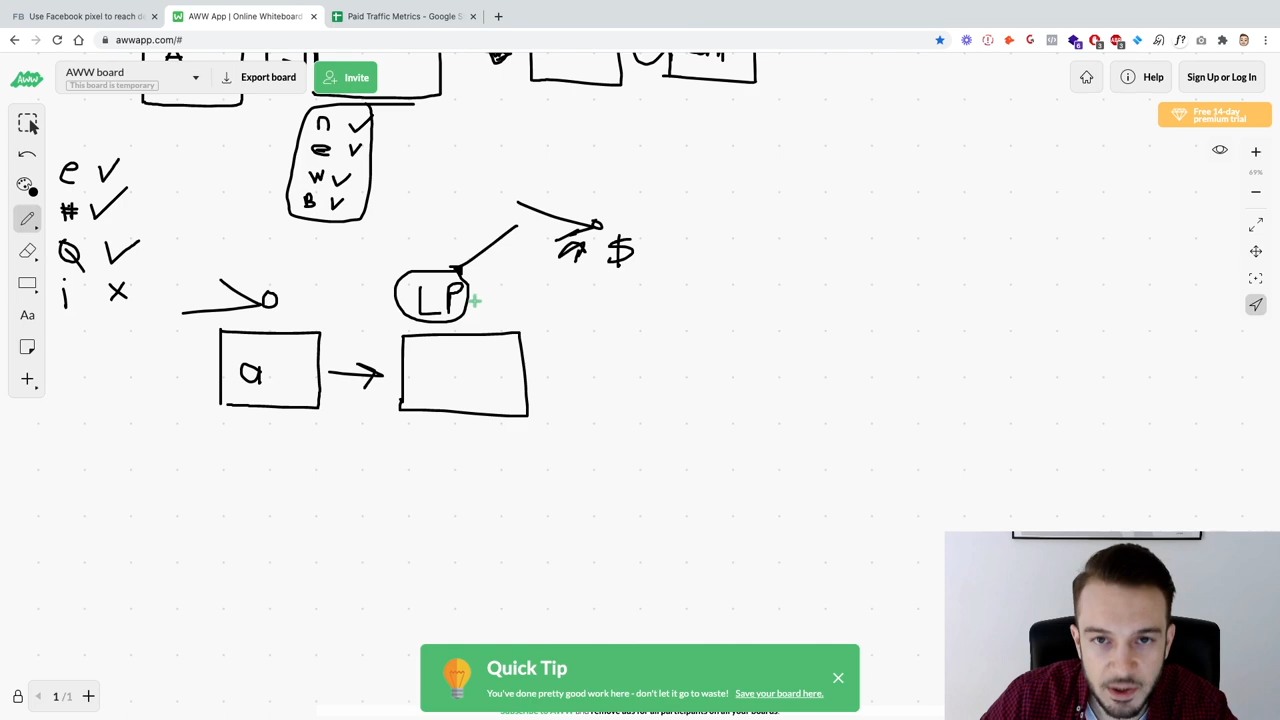 Use Facebook pixel to reach de
AWW App | Online Whiteboard
Paid Traffic Metrics - Google S
awwapp.com/#
AWW
AWW board
This board is temporary
Export board
Invite
Help
Sign Up or Log In
Free 14-day
premium trial
69%
n ✓
e ✓
w ✓
B ✓
e ✓
# ✓
Q ✓
i x
a $
LP
a
Aa
1/1
Quick Tip
You've done pretty good work here - don't let it go to waste! Save your board here.